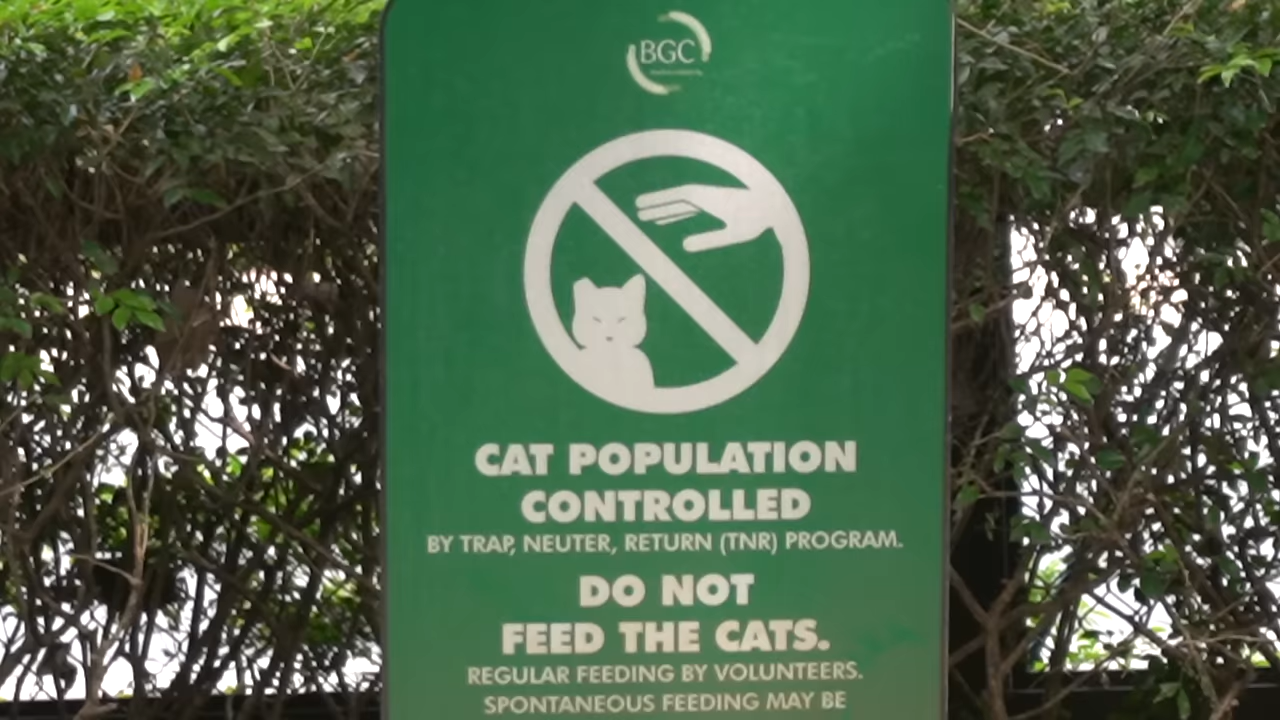 BGC
CAT POPULATION
CONTROLLED
BY TRAP, NEUTER, RETURN (TNR) PROGRAM.
DO NOT
FEED THE CATS.
REGULAR FEEDING BY VOLUNTEERS.
SPONTANEOUS FEEDING MAY BE